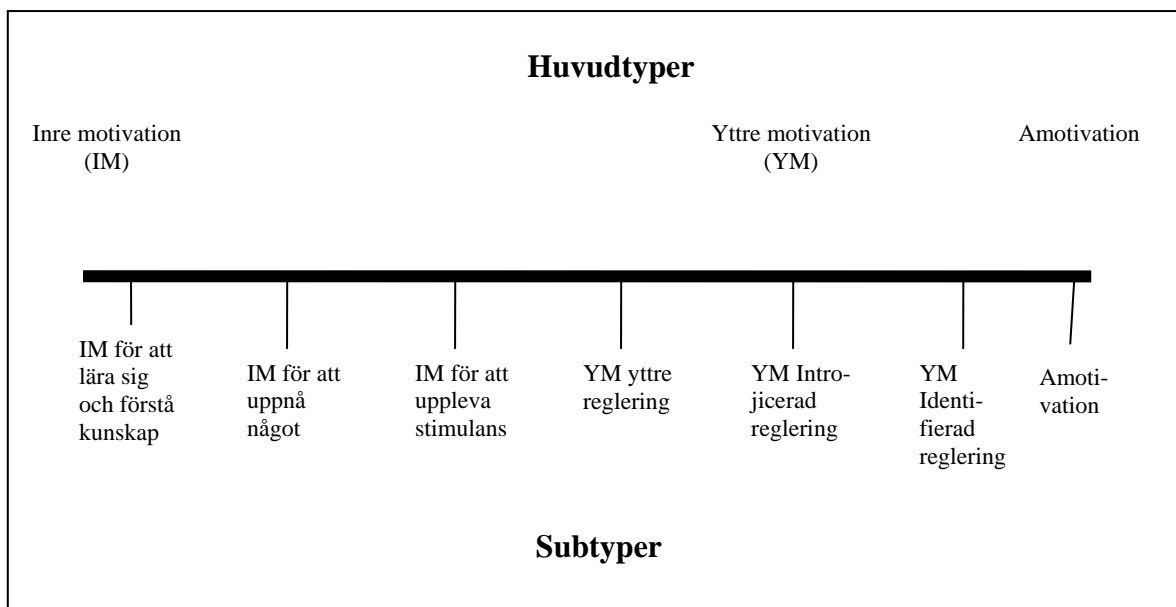 Huvudtyper
Inre motivation
(IM)
Yttre motivation
(YM)
Amotivation
IM för att
lära sig
och förstå
kunskap
IM för att
uppnå
något
IM för att
uppleva
stimulans
YM yttre
reglering
YM Intro-
jicerad
reglering
YM
Identi-
fierad
reglering
Amoti-
vation
Subtyper